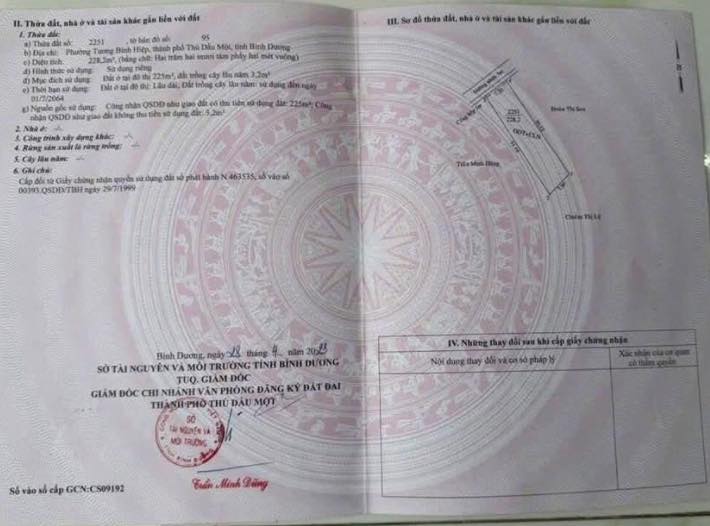 II. Thửa đất, nhà ở và tài sản khác gắn liền với đất
1. Thửa đất:
a) Thửa đất số: 2251 , tờ bản đồ số: 95
b) Địa chỉ: Phường Tương Bình Hiệp, thành phố Thủ Dầu Một, tỉnh Bình Dương
c) Diện tích: 228,2m², (bằng chữ: Hai trăm hai mươi tám phẩy hai mét vuông)
d) Hình thức sử dụng: Sử dụng riêng
đ) Mục đích sử dụng: Đất ở tại đô thị 225m², đất trồng cây lâu năm 3,2m²
e) Thời hạn sử dụng: Đất ở tại đô thị: Lâu dài; Đất trồng cây lâu năm: sử dụng đến ngày
01/7/2064
g) Nguồn gốc sử dụng: Công nhận QSDĐ như giao đất có thu tiền sử dụng đất: 225m²; Công
nhận QSDĐ như giao đất không thu tiền sử dụng đất: 3,2m²
2. Nhà ở: -/-
3. Công trình xây dựng khác: -/-
4. Rừng sản xuất là rừng trồng: -/-
5. Cây lâu năm: -/-
6. Ghi chú:
Cấp đổi từ Giấy chứng nhận quyền sử dụng đất số phát hành N 463535, số vào sổ
00393.QSDĐ/TBH ngày 29/7/1999
Bình Dương, ngày 28 tháng 4 năm 2023
SỞ TÀI NGUYÊN VÀ MÔI TRƯỜNG TỈNH BÌNH DƯƠNG
TUQ. GIÁM ĐỐC
GIÁM ĐỐC CHI NHÁNH VĂN PHÒNG ĐĂNG KÝ ĐẤT ĐAI
THÀNH PHỐ THỦ DẦU MỘT
SỞ
TÀI NGUYÊN VÀ
MÔI TRƯỜNG
Trần Minh Dũng
Số vào sổ cấp GCN:CS09192
III. Sơ đồ thửa đất, nhà ở và tài sản khác gắn liền với đất
2251
228,2
ODT+CLN
Đoàn Thị Sen
Trần Minh Hùng
Châu Thị Lệ
IV. Những thay đổi sau khi cấp giấy chứng nhận
Nội dung thay đổi và cơ sở pháp lý
Xác nhận của cơ quan
có thẩm quyền